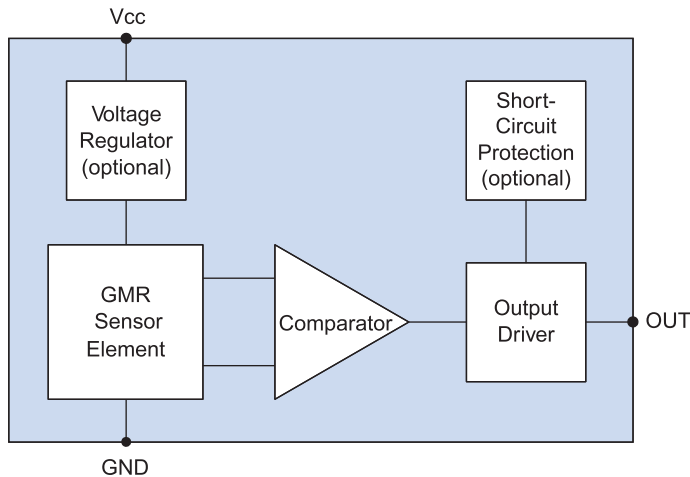 Vcc
Voltage
Regulator
(optional)
Short-
Circuit
Protection
(optional)
GMR
Sensor
Element
Comparator
Output
Driver
OUT
GND